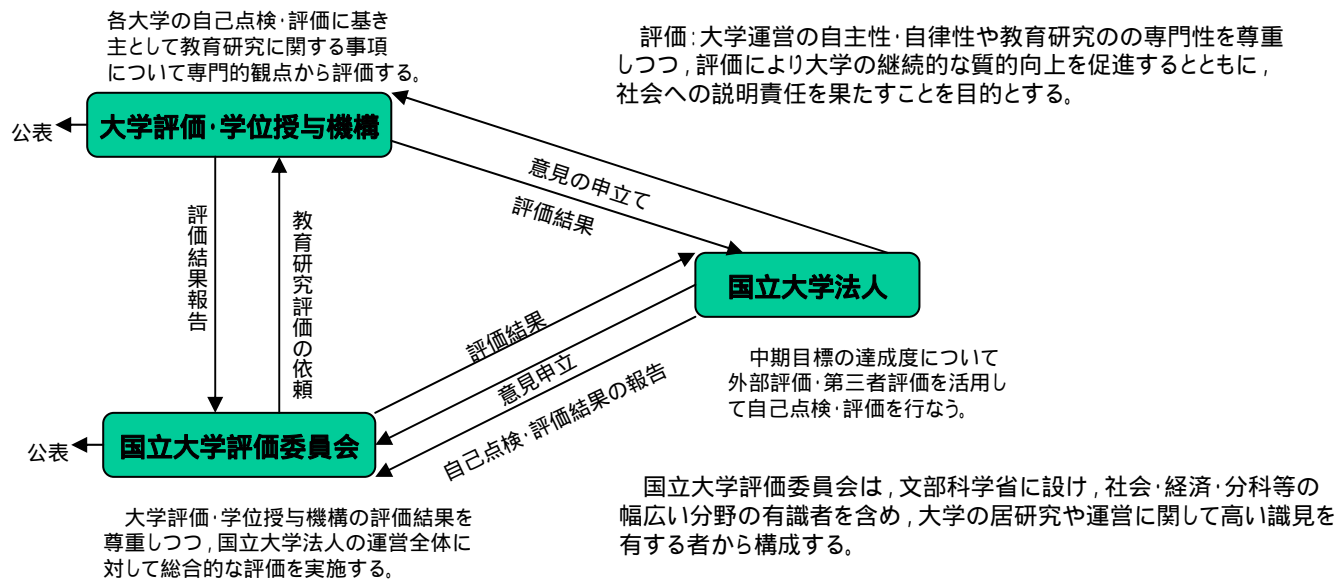 各大学の自己点検・評価に基き
主として教育研究に関する事項
について専門的観点から評価する。
評価：大学運営の自主性・自律性や教育研究のの専門性を尊重
しつつ，評価により大学の継続的な質的向上を促進するとともに，
社会への説明責任を果たすことを目的とする。
公表
大学評価・学位授与機構
意見の申立て
評価結果
評価結果報告
教育研究評価の依頼
国立大学法人
評価結果
意見申立
自己点検・評価結果の報告
中期目標の達成度について
外部評価・第三者評価を活用し
て自己点検・評価を行なう。
公表
国立大学評価委員会
大学評価・学位授与機構の評価結果を
尊重しつつ，国立大学法人の運営全体に
対して総合的な評価を実施する。
国立大学評価委員会は，文部科学省に設け，社会・経済・分科等の
幅広い分野の有識者を含め，大学の居研究や運営に関して高い識見を
有する者から構成する。